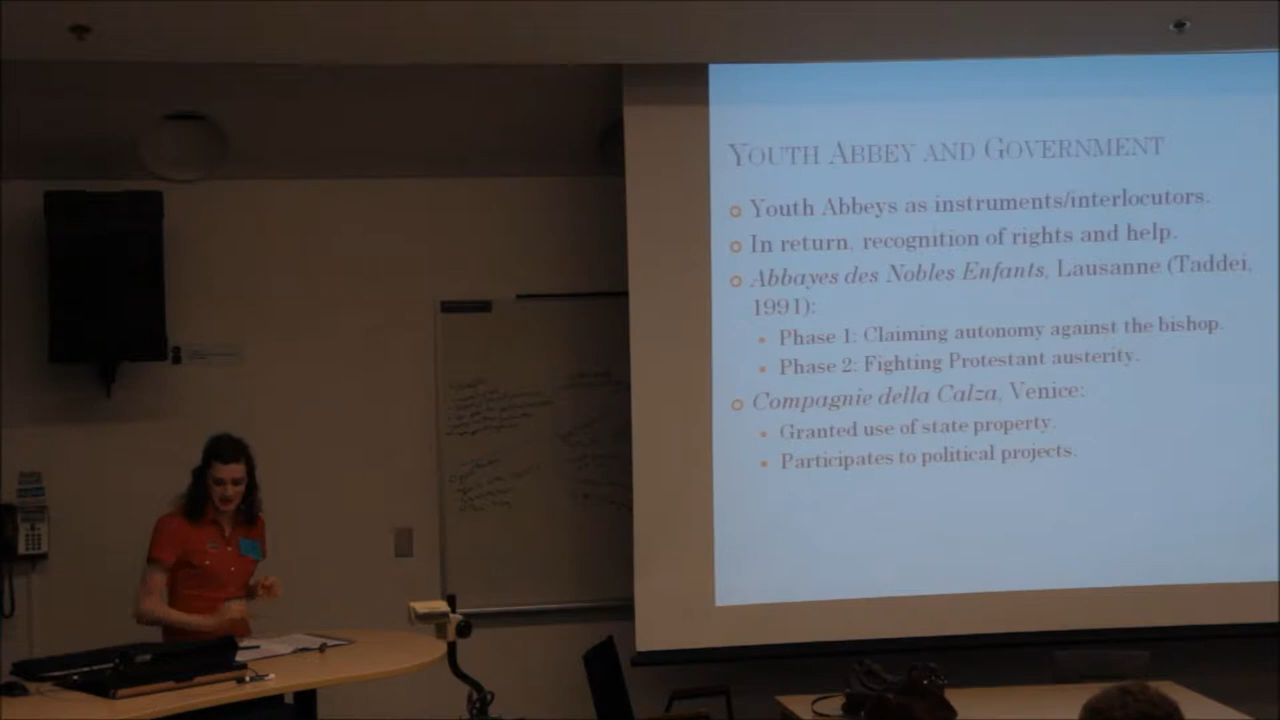 YOUTH ABBEY AND GOVERNMENT
Youth Abbeys as instruments/interlocutors.
In return, recognition of rights and help.
Abbayes des Nobles Enfants, Lausanne (Taddei,
1991):
Phase 1: Claiming autonomy against the bishop.
Phase 2: Fighting Protestant austerity.
Compagnie della Calza, Venice:
Granted use of state property.
Participates to political projects.